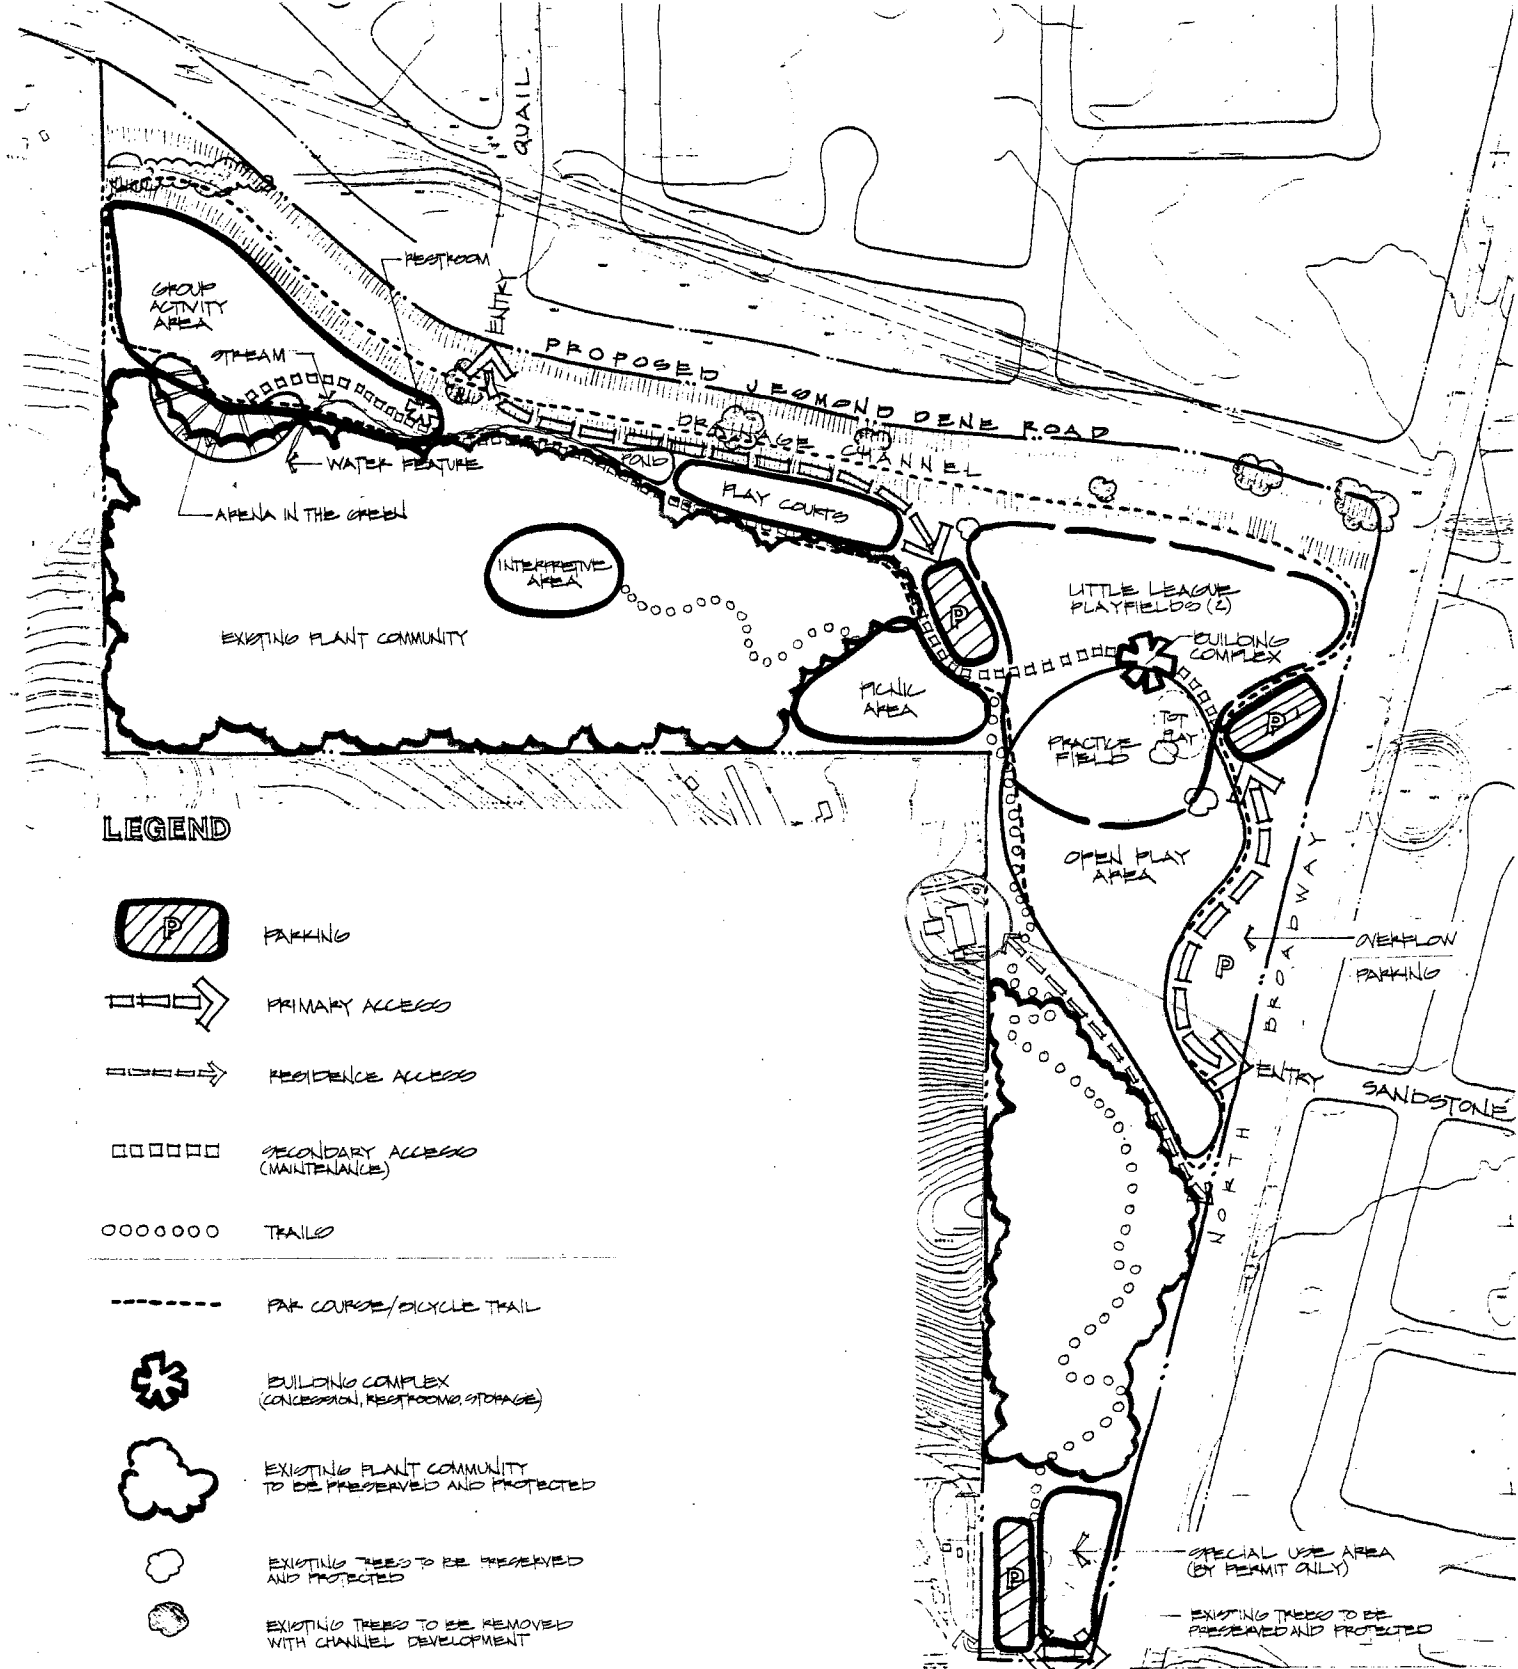 QUAIL
RESTROOM
ENTRY
GROUP
ACTIVITY
AREA
STREAM
PROPOSED JESMOND DENE ROAD
DRAINAGE CHANNEL
WATER FEATURE
POND
PLAY COURTS
ARENA IN THE GREEN
INTERPRETIVE
AREA
P
LITTLE LEAGUE
PLAYFIELDS (2)
BUILDING
COMPLEX
EXISTING PLANT COMMUNITY
PICNIC
AREA
TOT
PLAY
P
PRACTICE
FIELD
OPEN PLAY
AREA
NORTH BROADWAY
OVERFLOW
PARKING
P
ENTRY
SANDSTONE
LEGEND
P
PARKING
PRIMARY ACCESS
RESIDENCE ACCESS
SECONDARY ACCESS
(MAINTENANCE)
TRAILS
PAR COURSE/BICYCLE TRAIL
BUILDING COMPLEX
(CONCESSION, RESTROOMS, STORAGE)
EXISTING PLANT COMMUNITY
TO BE PRESERVED AND PROTECTED
EXISTING TREES TO BE PRESERVED
AND PROTECTED
EXISTING TREES TO BE REMOVED
WITH CHANNEL DEVELOPMENT
P
SPECIAL USE AREA
(BY PERMIT ONLY)
EXISTING TREES TO BE
PRESERVED AND PROTECTED